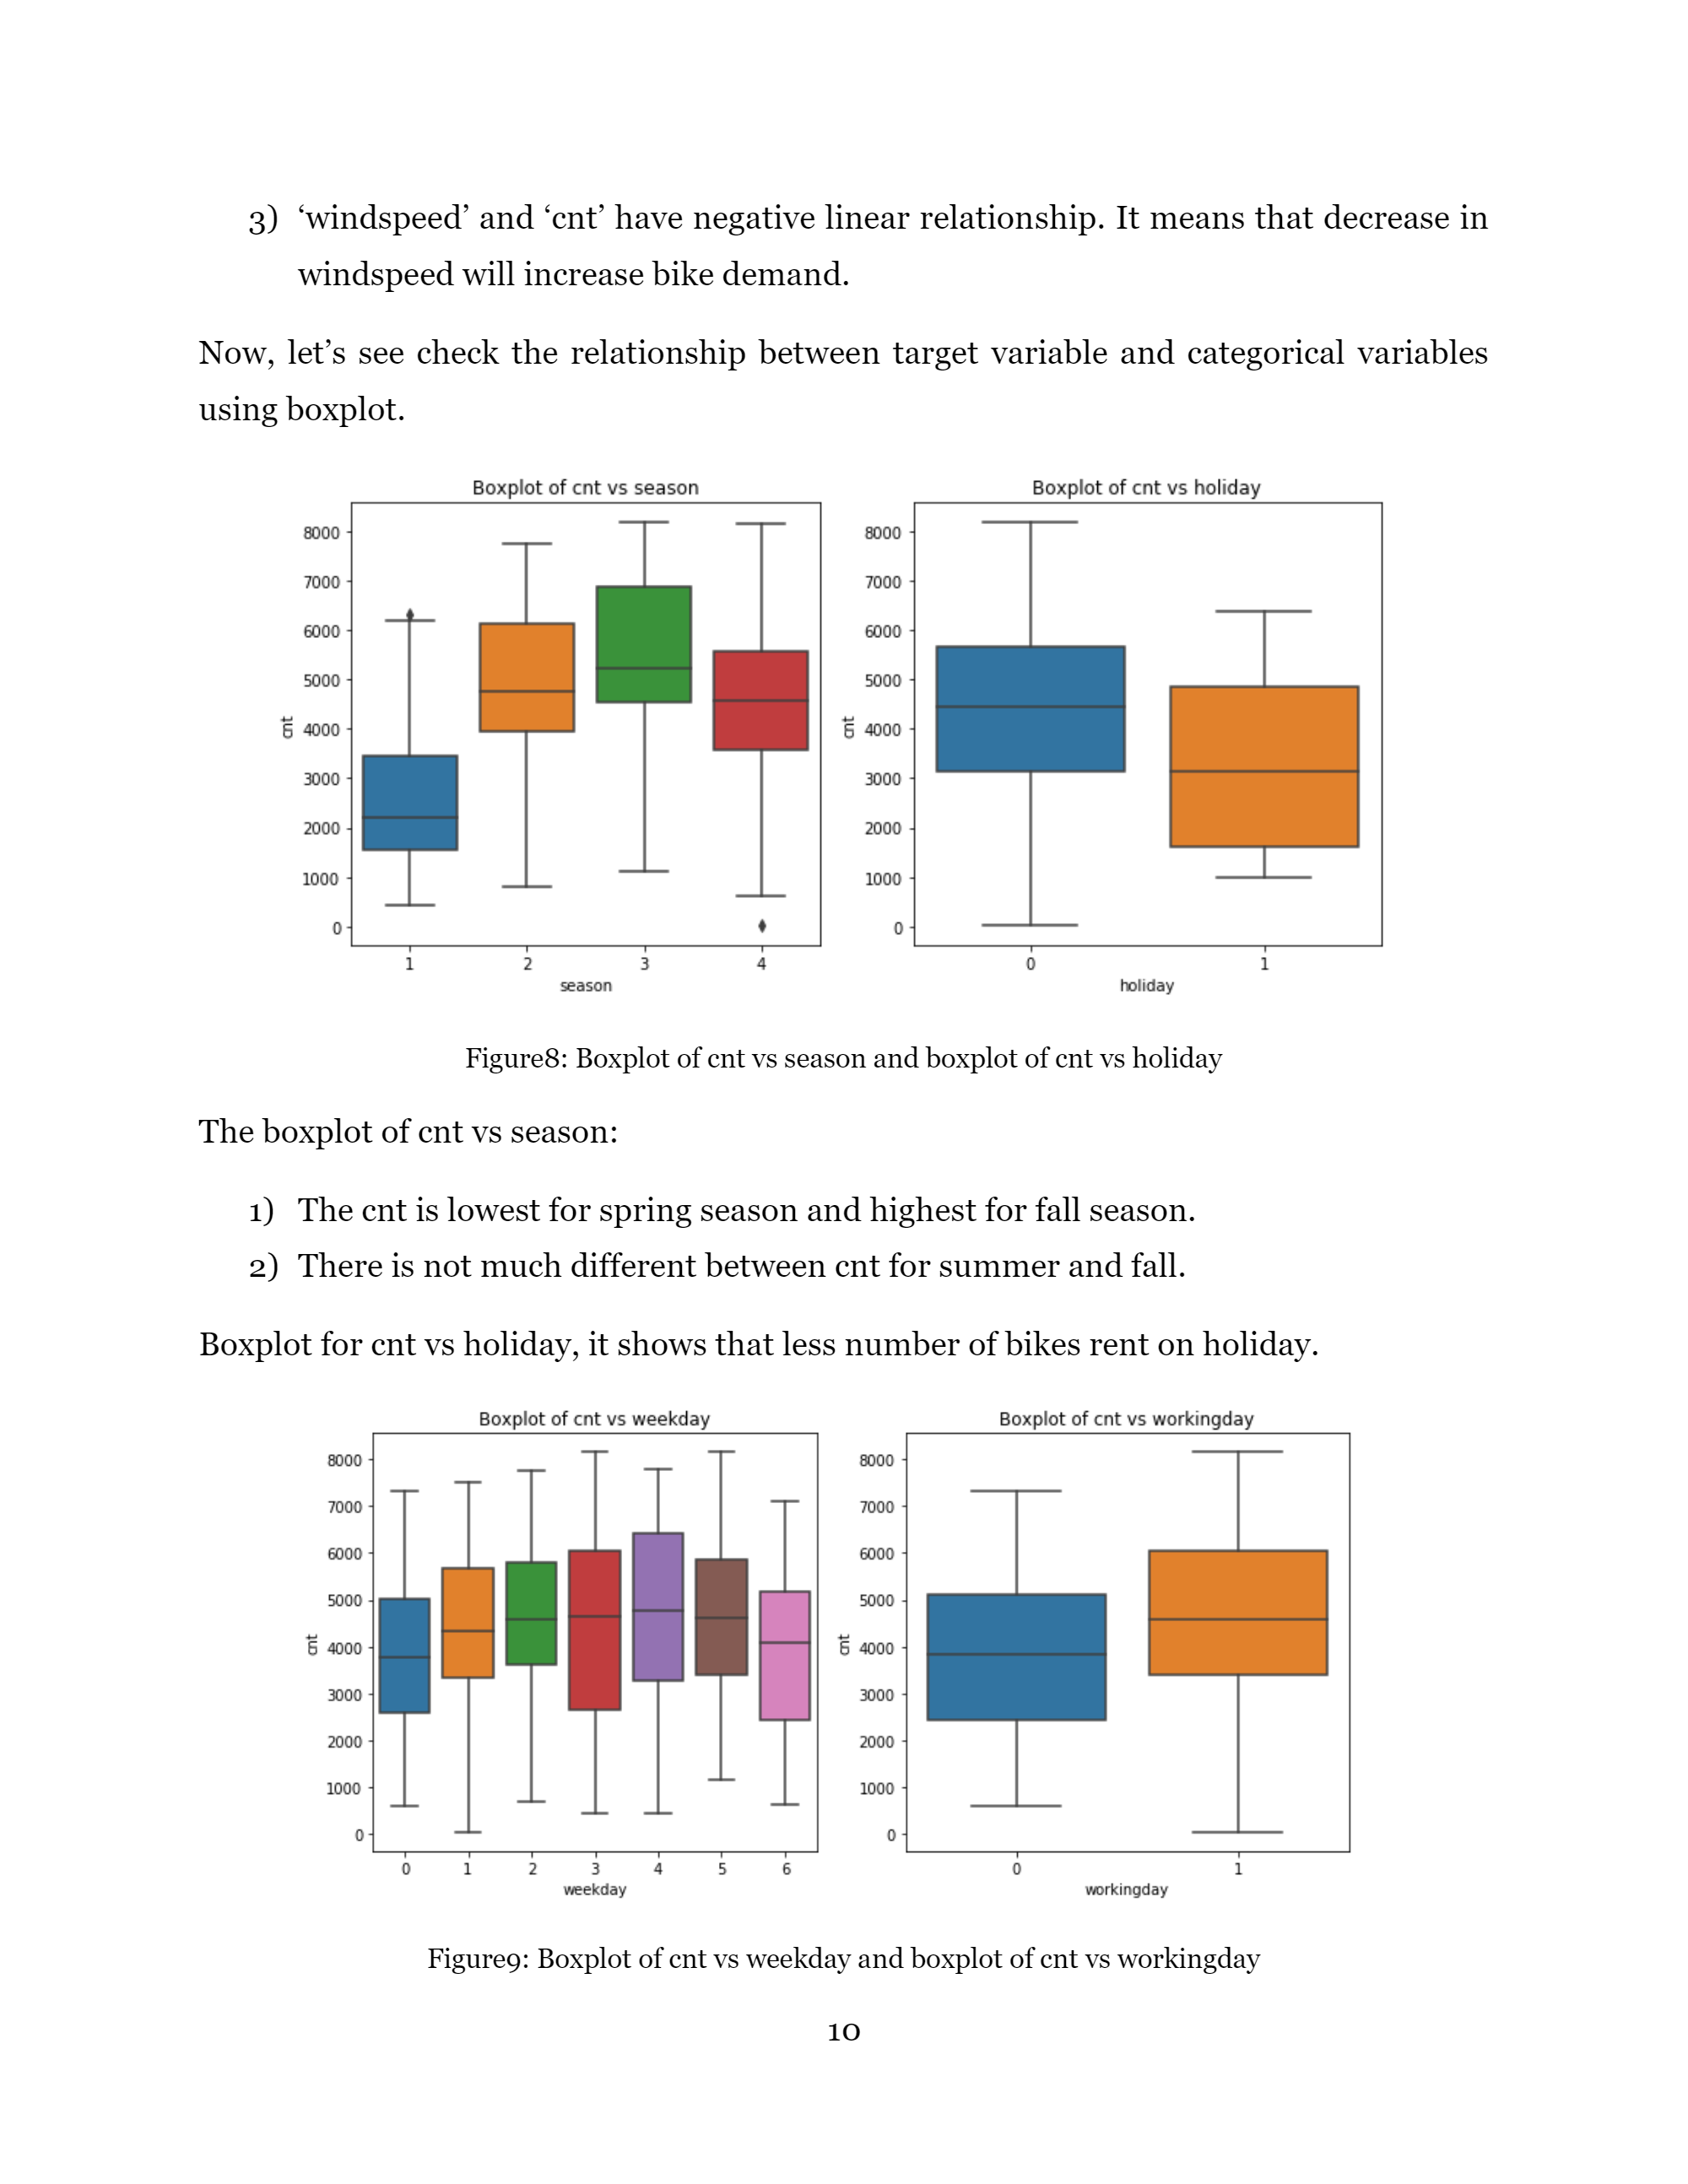 3) ‘windspeed’ and ‘cnt’ have negative linear relationship. It means that decrease in
windspeed will increase bike demand.
Now, let’s see check the relationship between target variable and categorical variables
using boxplot.
Boxplot of cnt vs season
8000
7000
6000
5000
4000
3000
2000
1000
0
cnt
1 2 3 4
season
Boxplot of cnt vs holiday
8000
7000
6000
5000
4000
3000
2000
1000
0
cnt
0 1
holiday
Figure8: Boxplot of cnt vs season and boxplot of cnt vs holiday
The boxplot of cnt vs season:
1) The cnt is lowest for spring season and highest for fall season.
2) There is not much different between cnt for summer and fall.
Boxplot for cnt vs holiday, it shows that less number of bikes rent on holiday.
Boxplot of cnt vs weekday
8000
7000
6000
5000
4000
3000
2000
1000
0
cnt
0 1 2 3 4 5 6
weekday
Boxplot of cnt vs workingday
8000
7000
6000
5000
4000
3000
2000
1000
0
cnt
0 1
workingday
Figure9: Boxplot of cnt vs weekday and boxplot of cnt vs workingday
10